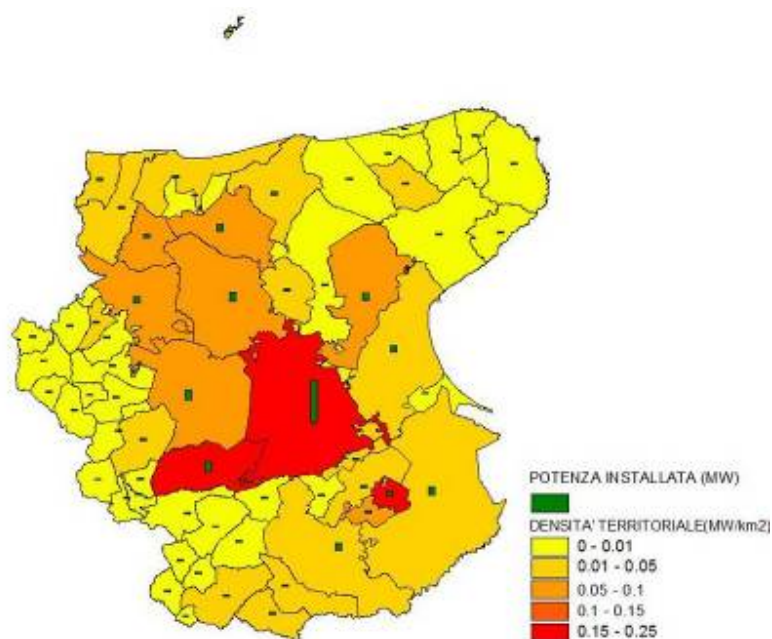 POTENZA INSTALLATA (MW)
DENSITA' TERRITORIALE(MW/km2)
0 - 0.01
0.01 - 0.05
0.05 - 0.1
0.1 - 0.15
0.15 - 0.25